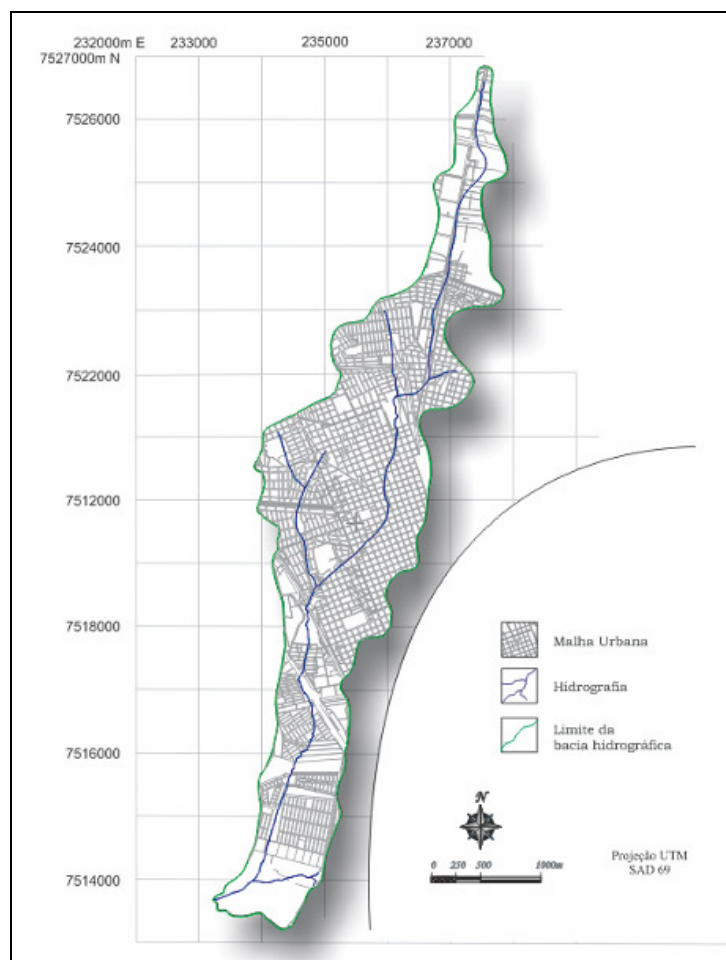 232000m E 233000 235000 237000
7527000m N
7526000
7524000
7522000
7512000
7518000
7516000
7514000
Malha Urbana
Hidrografia
Limite da
bacia hidrográfica
N
0 250 500 1000m
Projeção UTM
SAD 69